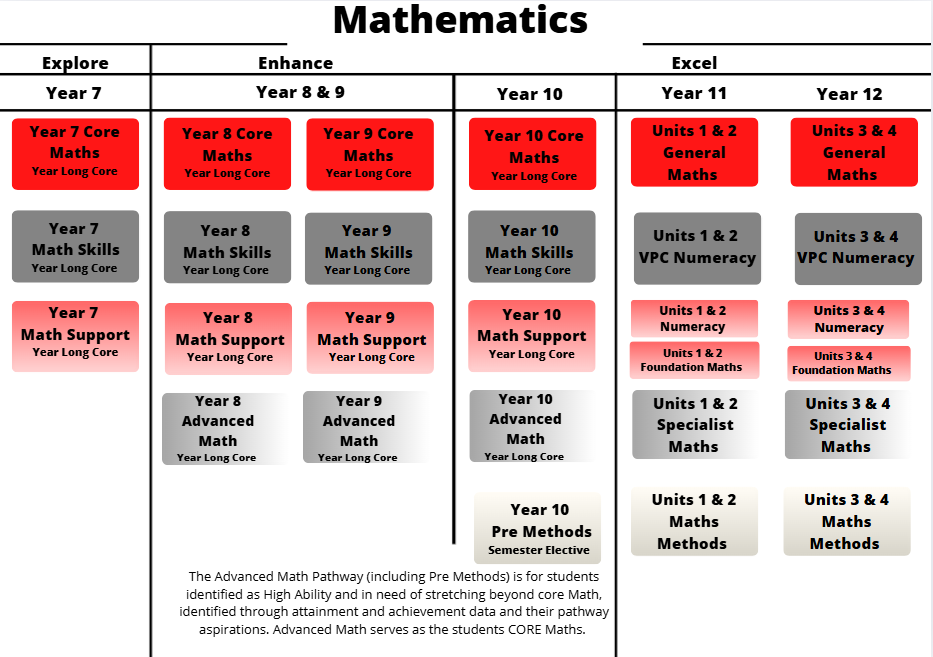 Mathematics
Explore
Enhance
Excel
Year 7
Year 8 & 9
Year 10
Year 11
Year 12
Year 7 Core
Maths
Year Long Core
Year 8 Core
Maths
Year Long Core
Year 9 Core
Maths
Year Long Core
Year 10 Core
Maths
Year Long Core
Units 1 & 2
General
Maths
Units 3 & 4
General
Maths
Year 7
Math Skills
Year Long Core
Year 8
Math Skills
Year Long Core
Year 9
Math Skills
Year Long Core
Year 10
Math Skills
Year Long Core
Units 1 & 2
VPC Numeracy
Units 3 & 4
VPC Numeracy
Year 7
Math Support
Year Long Core
Year 8
Math Support
Year Long Core
Year 9
Math Support
Year Long Core
Year 10
Math Support
Year Long Core
Units 1 & 2
Numeracy
Units 3 & 4
Numeracy
Units 1 & 2
Foundation Maths
Units 3 & 4
Foundation Maths
Year 8
Advanced
Math
Year Long Core
Year 9
Advanced
Math
Year Long Core
Year 10
Advanced
Math
Year Long Core
Units 1 & 2
Specialist
Maths
Units 3 & 4
Specialist
Maths
Year 10
Pre Methods
Semester Elective
Units 1 & 2
Maths
Methods
Units 3 & 4
Maths
Methods
The Advanced Math Pathway (including Pre Methods) is for students
identified as High Ability and in need of stretching beyond core Math,
identified through attainment and achievement data and their pathway
aspirations. Advanced Math serves as the students CORE Maths.